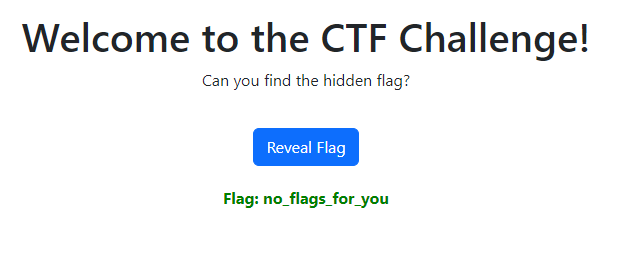 Welcome to the CTF Challenge!
Can you find the hidden flag?
Reveal Flag
Flag: no_flags_for_you